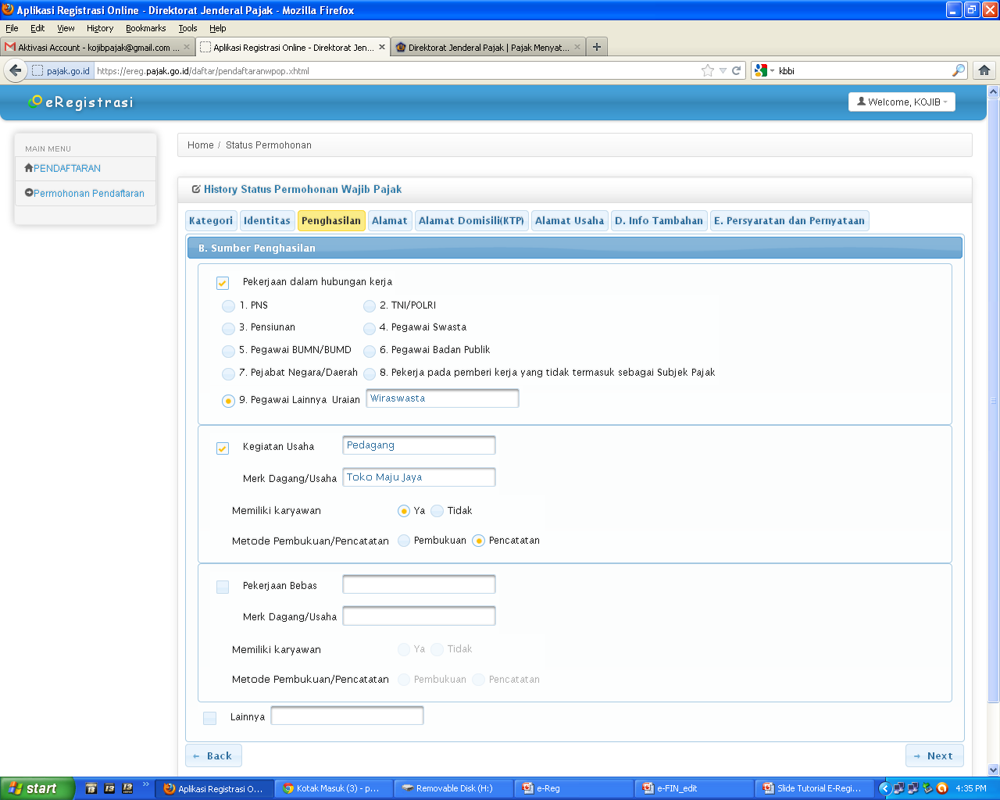 Aplikasi Registrasi Online - Direktorat Jenderal Pajak - Mozilla Firefox
File Edit View History Bookmarks Tools Help
Aktivasi Account - kojibpajak@gmail.com ... × Aplikasi Registrasi Online - Direktorat Jen... × Direktorat Jenderal Pajak | Pajak Menyat... × +
pajak.go.id https://ereg.pajak.go.id/daftar/pendaftaranwpop.xhtml kbbi
eRegistrasi Welcome, KOJIB
MAIN MENU
PENDAFTARAN
Permohonan Pendaftaran
Home / Status Permohonan
History Status Permohonan Wajib Pajak
Kategori Identitas Penghasilan Alamat Alamat Domisili(KTP) Alamat Usaha D. Info Tambahan E. Persyaratan dan Pernyataan
B. Sumber Penghasilan
Pekerjaan dalam hubungan kerja
1. PNS 2. TNI/POLRI
3. Pensiunan 4. Pegawai Swasta
5. Pegawai BUMN/BUMD 6. Pegawai Badan Publik
7. Pejabat Negara/Daerah 8. Pekerja pada pemberi kerja yang tidak termasuk sebagai Subjek Pajak
9. Pegawai Lainnya Uraian Wiraswasta
Kegiatan Usaha Pedagang
Merk Dagang/Usaha Toko Maju Jaya
Memiliki karyawan Ya Tidak
Metode Pembukuan/Pencatatan Pembukuan Pencatatan
Pekerjaan Bebas
Merk Dagang/Usaha
Memiliki karyawan Ya Tidak
Metode Pembukuan/Pencatatan Pembukuan Pencatatan
Lainnya
← Back → Next
start Aplikasi Registrasi O... Kotak Masuk (3) - p... Removable Disk (H:) e-Reg e-FIN_edit Slide Tutorial E-Regi... 4:35 PM